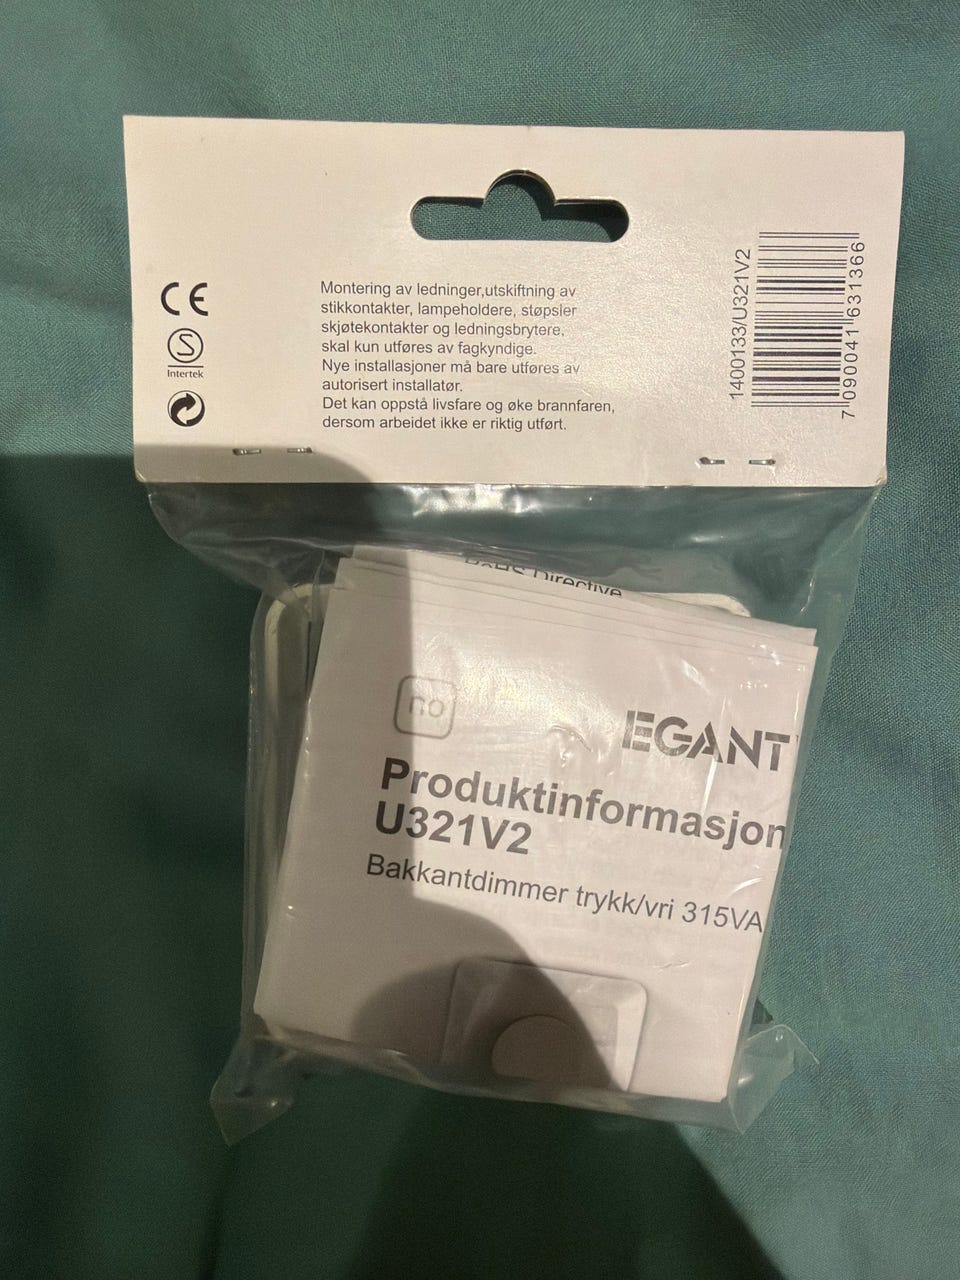 CE
S
Intertek
Montering av ledninger,utskiftning av
stikkontakter, lampeholdere, støpsler
skjøtekontakter og ledningsbrytere,
skal kun utføres av fagkyndige.
Nye installasjoner må bare utføres av
autorisert installatør.
Det kan oppstå livsfare og øke brannfaren,
dersom arbeidet ikke er riktig utført.
1400133/U321V2
7 090041 631366
RoHS Directive
no
EGANT
Produktinformasjon
U321V2
Bakkantdimmer trykk/vri 315VA